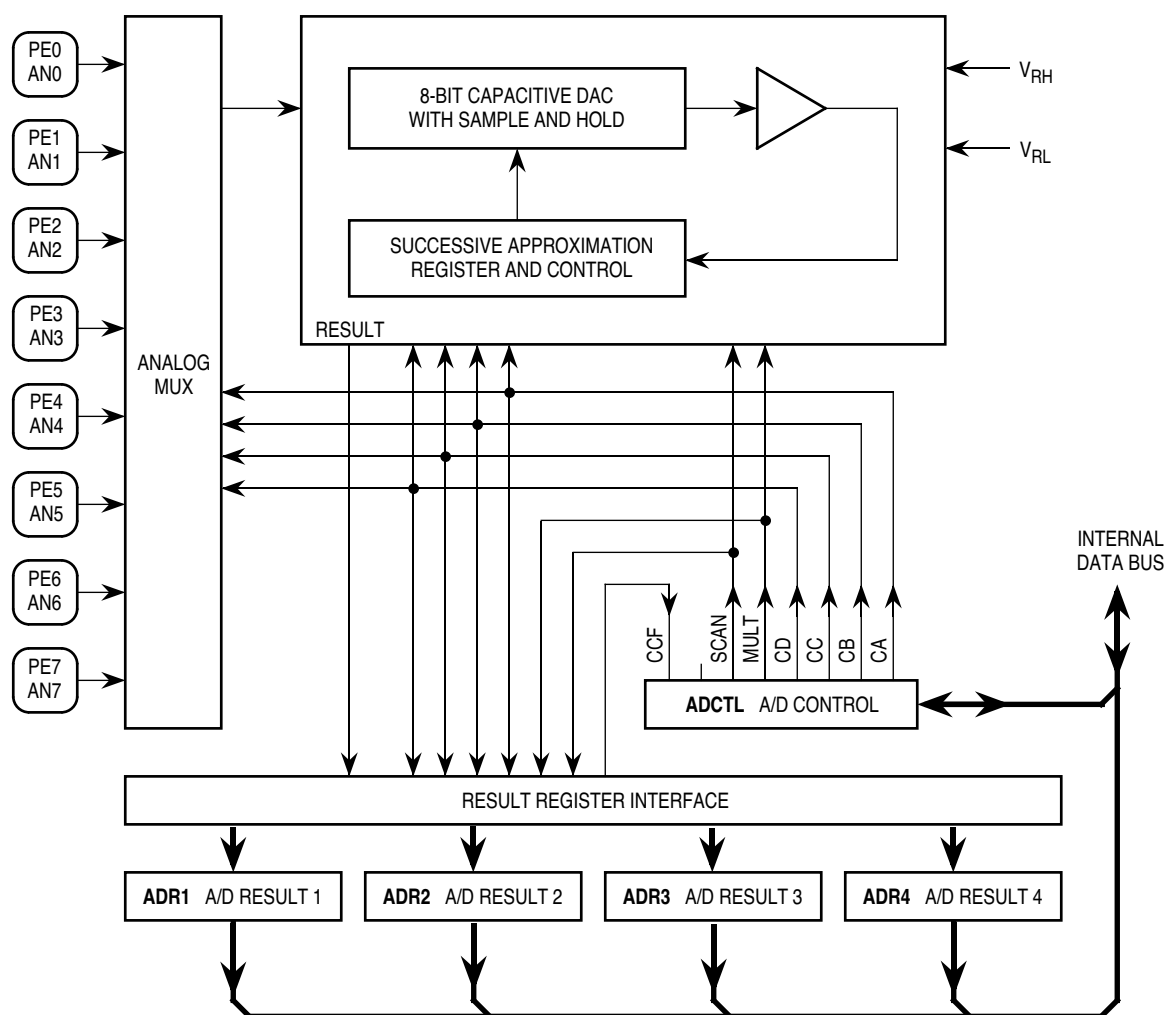 PE0
AN0
PE1
AN1
PE2
AN2
PE3
AN3
PE4
AN4
PE5
AN5
PE6
AN6
PE7
AN7
ANALOG
MUX
8-BIT CAPACITIVE DAC
WITH SAMPLE AND HOLD
SUCCESSIVE APPROXIMATION
REGISTER AND CONTROL
RESULT
VRH
VRL
INTERNAL
DATA BUS
CCF
SCAN
MULT
CD
CC
CB
CA
ADCTL A/D CONTROL
RESULT REGISTER INTERFACE
ADR1 A/D RESULT 1
ADR2 A/D RESULT 2
ADR3 A/D RESULT 3
ADR4 A/D RESULT 4